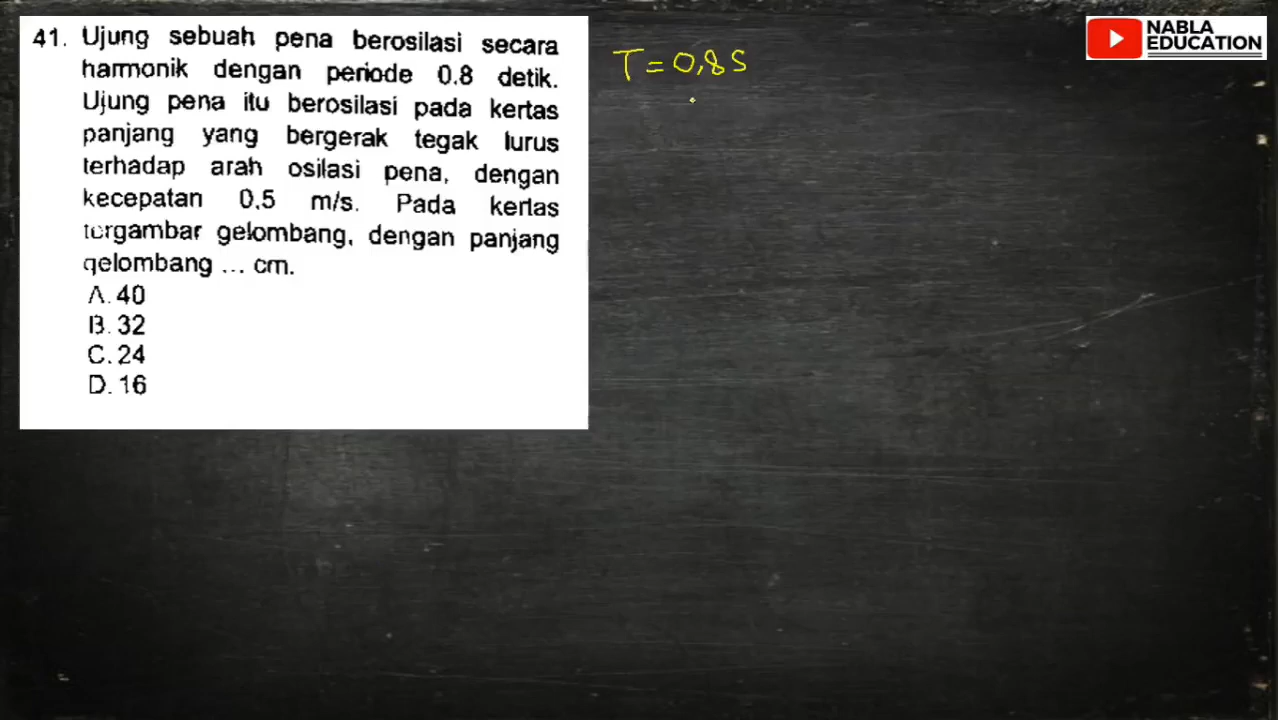 41. Ujung sebuah pena berosilasi secara
harmonik dengan periode 0.8 detik.
Ujung pena itu berosilasi pada kertas
panjang yang bergerak tegak lurus
terhadap arah osilasi pena, dengan
kecepatan 0,5 m/s. Pada kertas
tergambar gelombang, dengan panjang
gelombang ... cm.
A. 40
B. 32
C. 24
D. 16
T = 0,8 s
NABLA
EDUCATION